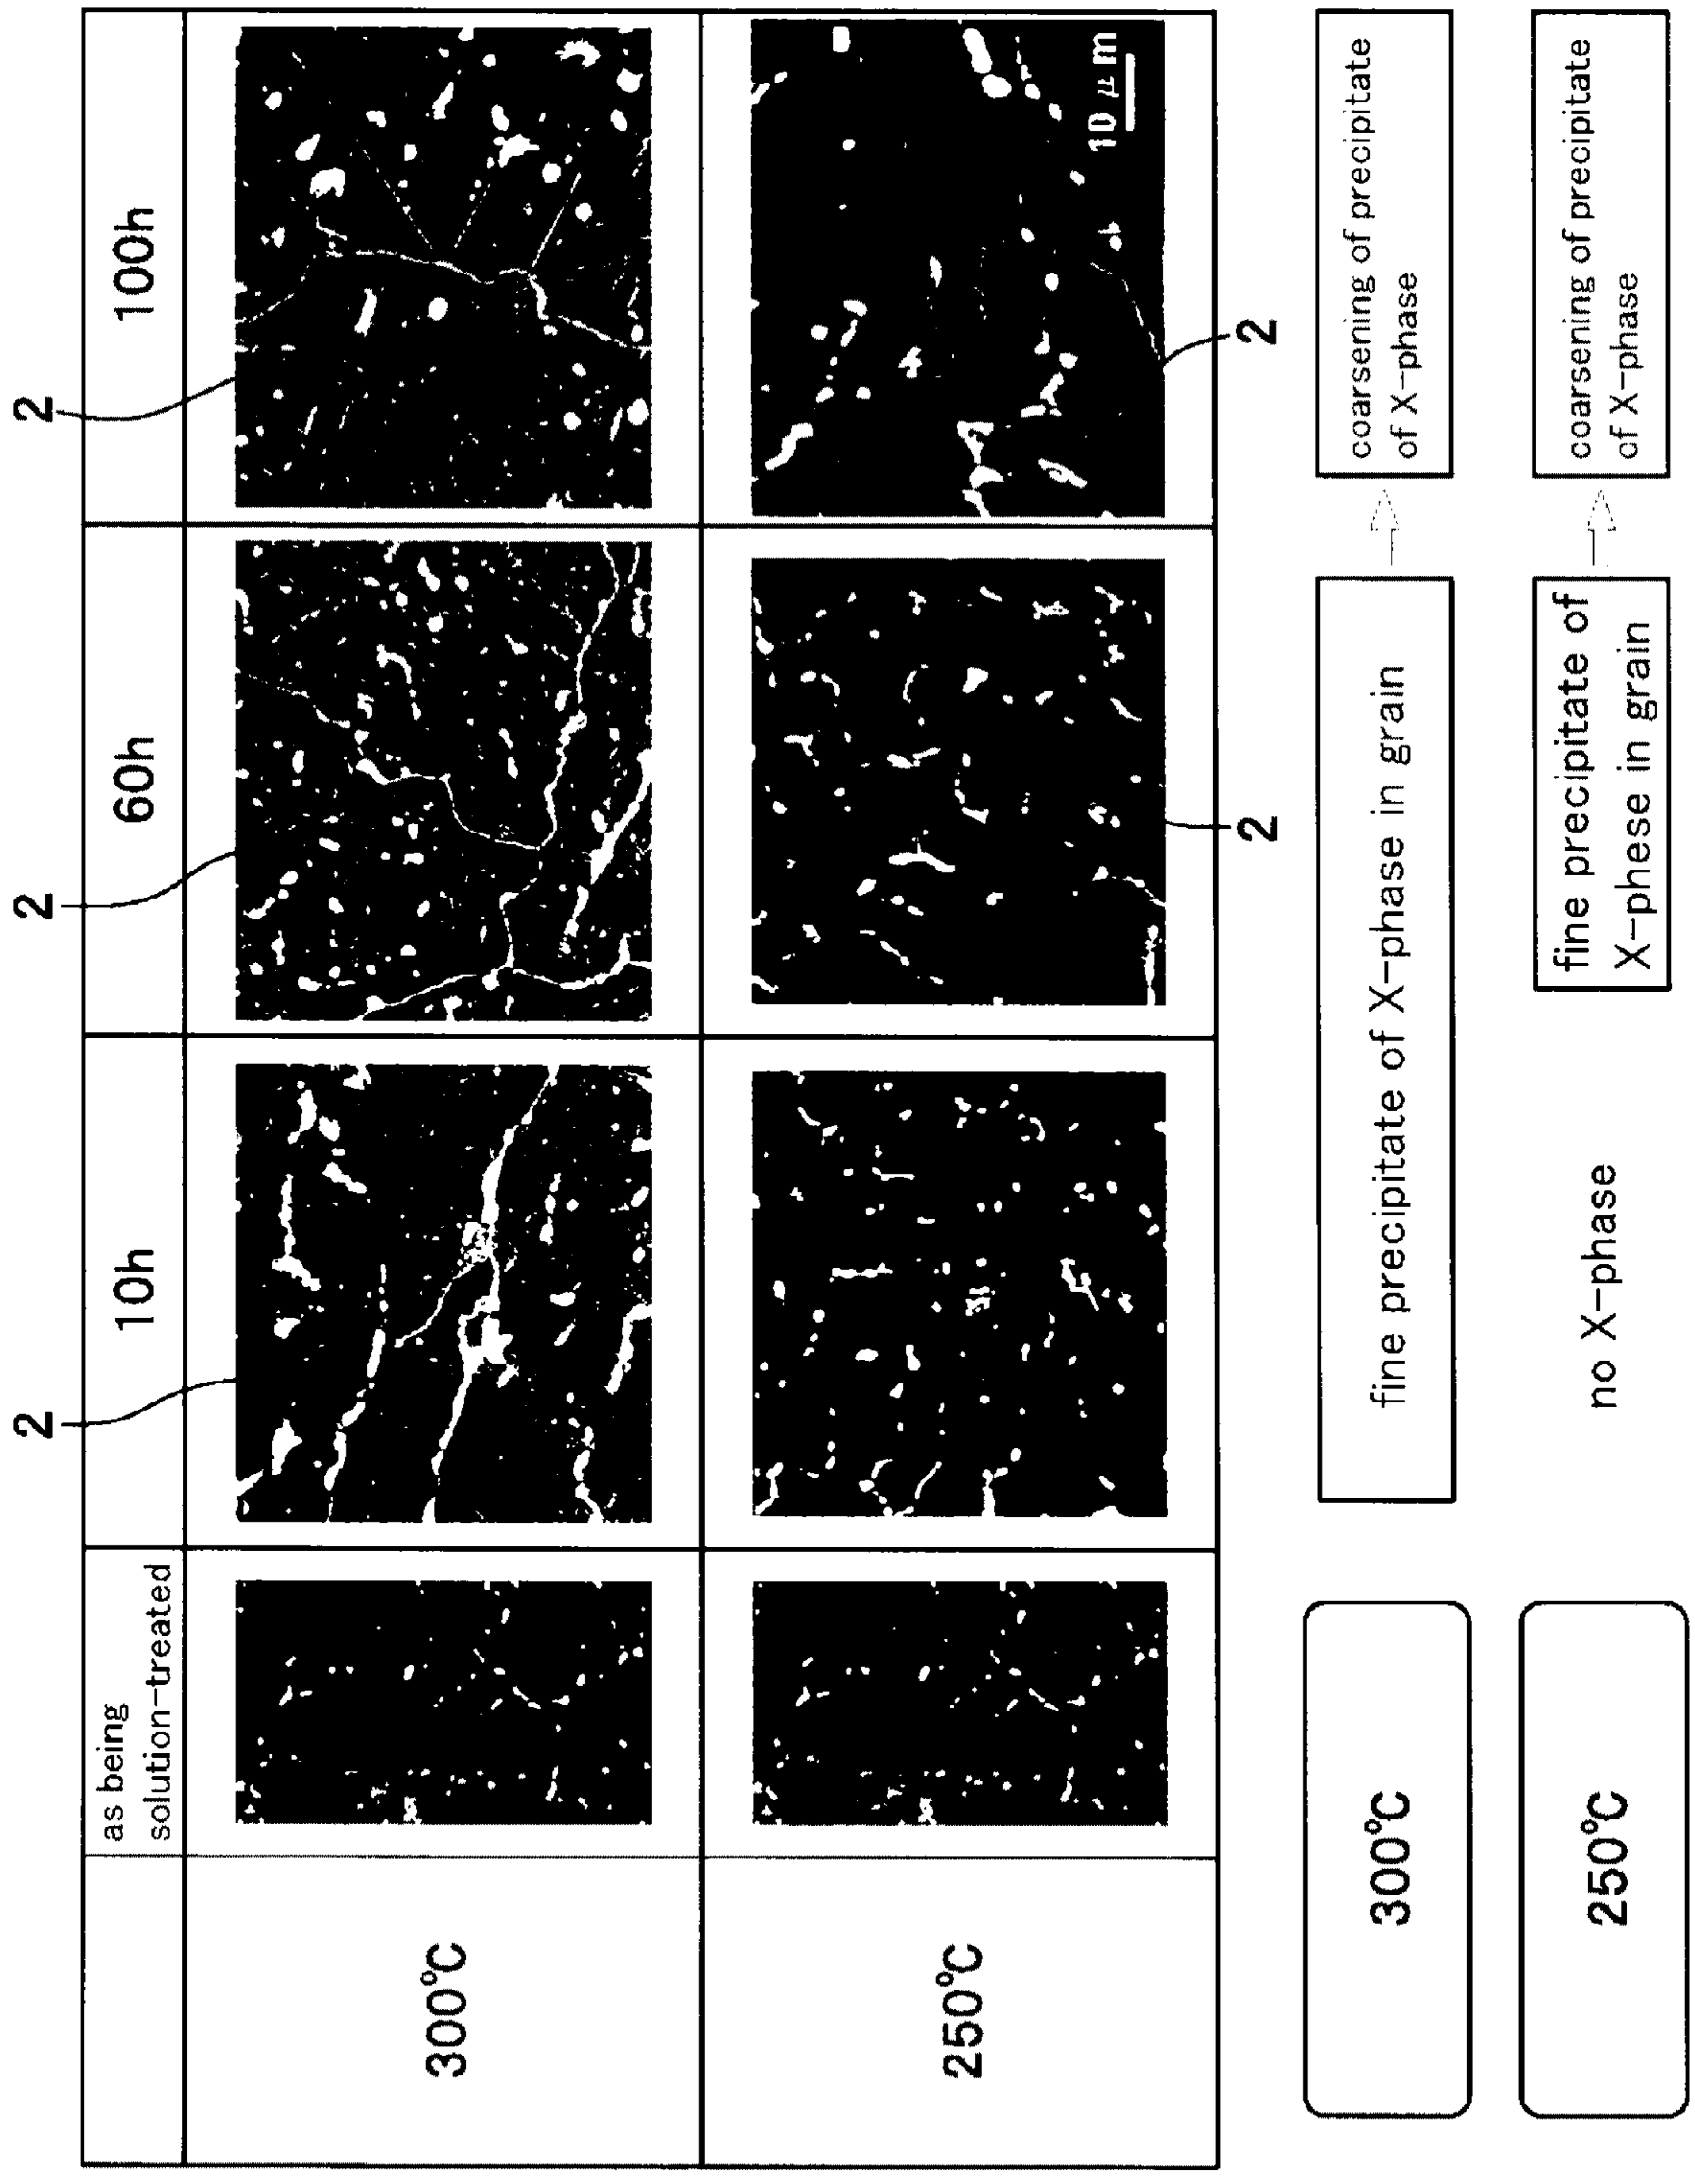 as being
solution-treated
10h
60h
100h
2
2
2
300℃
250℃
10 μm
2
2
300℃
fine precipitate of X-phase in grain
coarsening of precipitate
of X-phase
250℃
no X-phase
fine precipitate of
X-phese in grain
coarsening of precipitate
of X-phase